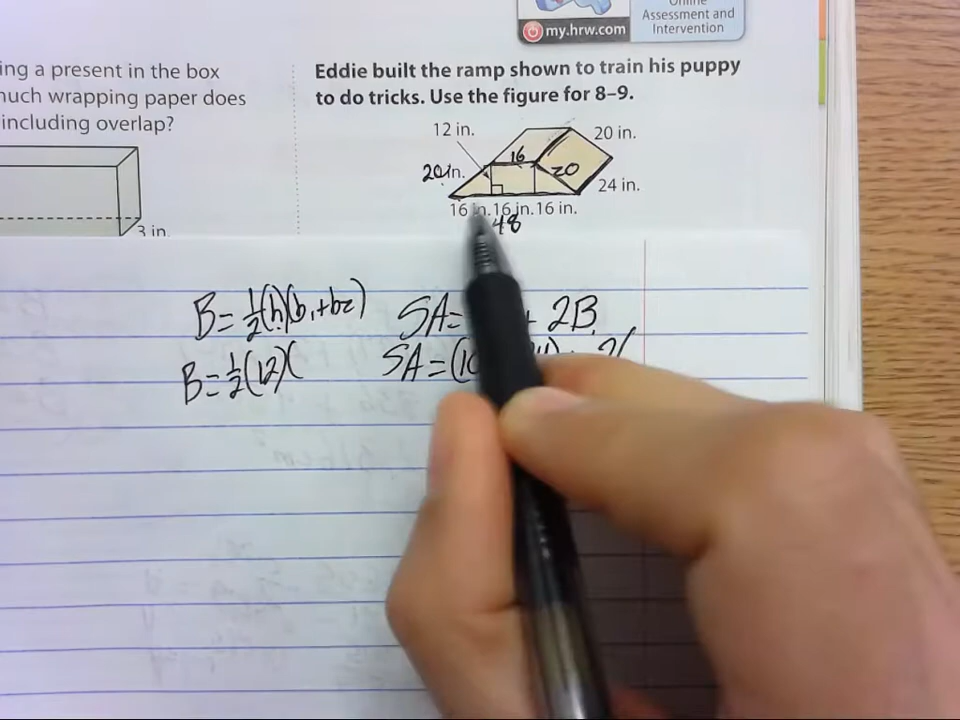 Online
Assessment and
Intervention
my.hrw.com
ing a present in the box
nuch wrapping paper does
including overlap?
3 in.
Eddie built the ramp shown to train his puppy
to do tricks. Use the figure for 8–9.
12 in.
20 in.
16
20 in.
20
24 in.
16 in. 16 in. 16 in.
48
B = 1/2(h)(b₁+b₂)
SA= + 2B
B = 1/2(12)(
SA = (10
2(